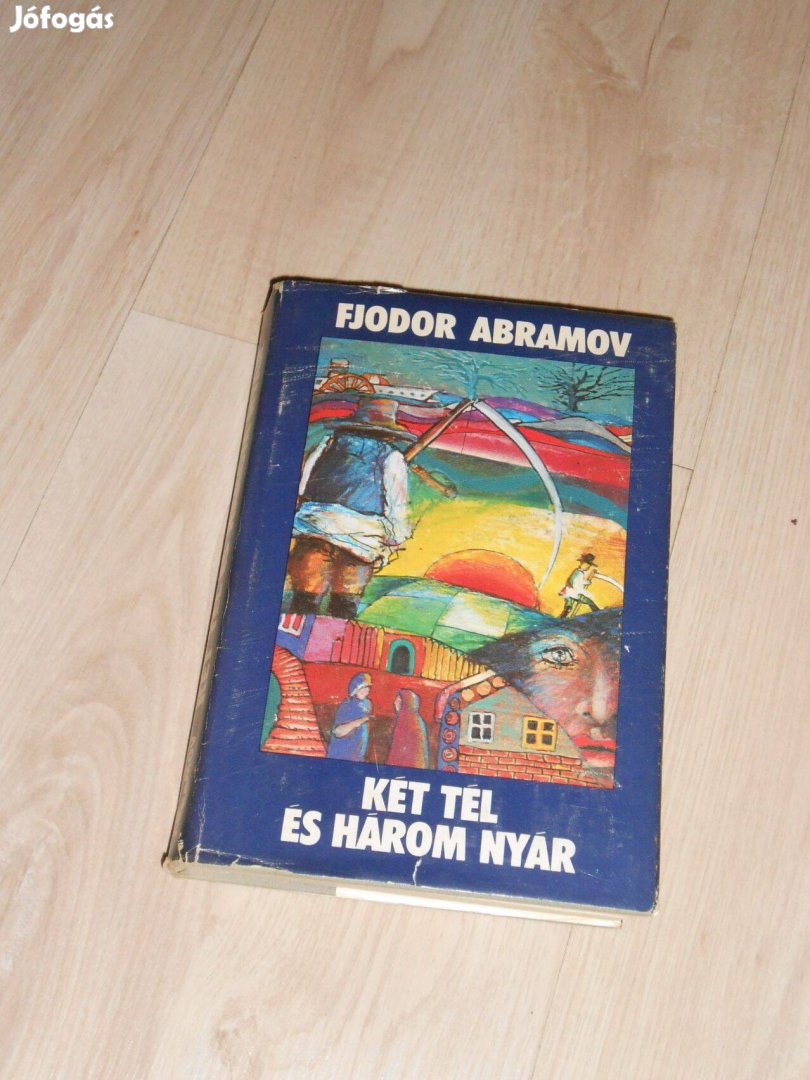 Jófogás
FJODOR ABRAMOV
KÉT TÉL
ÉS HÁROM NYÁR